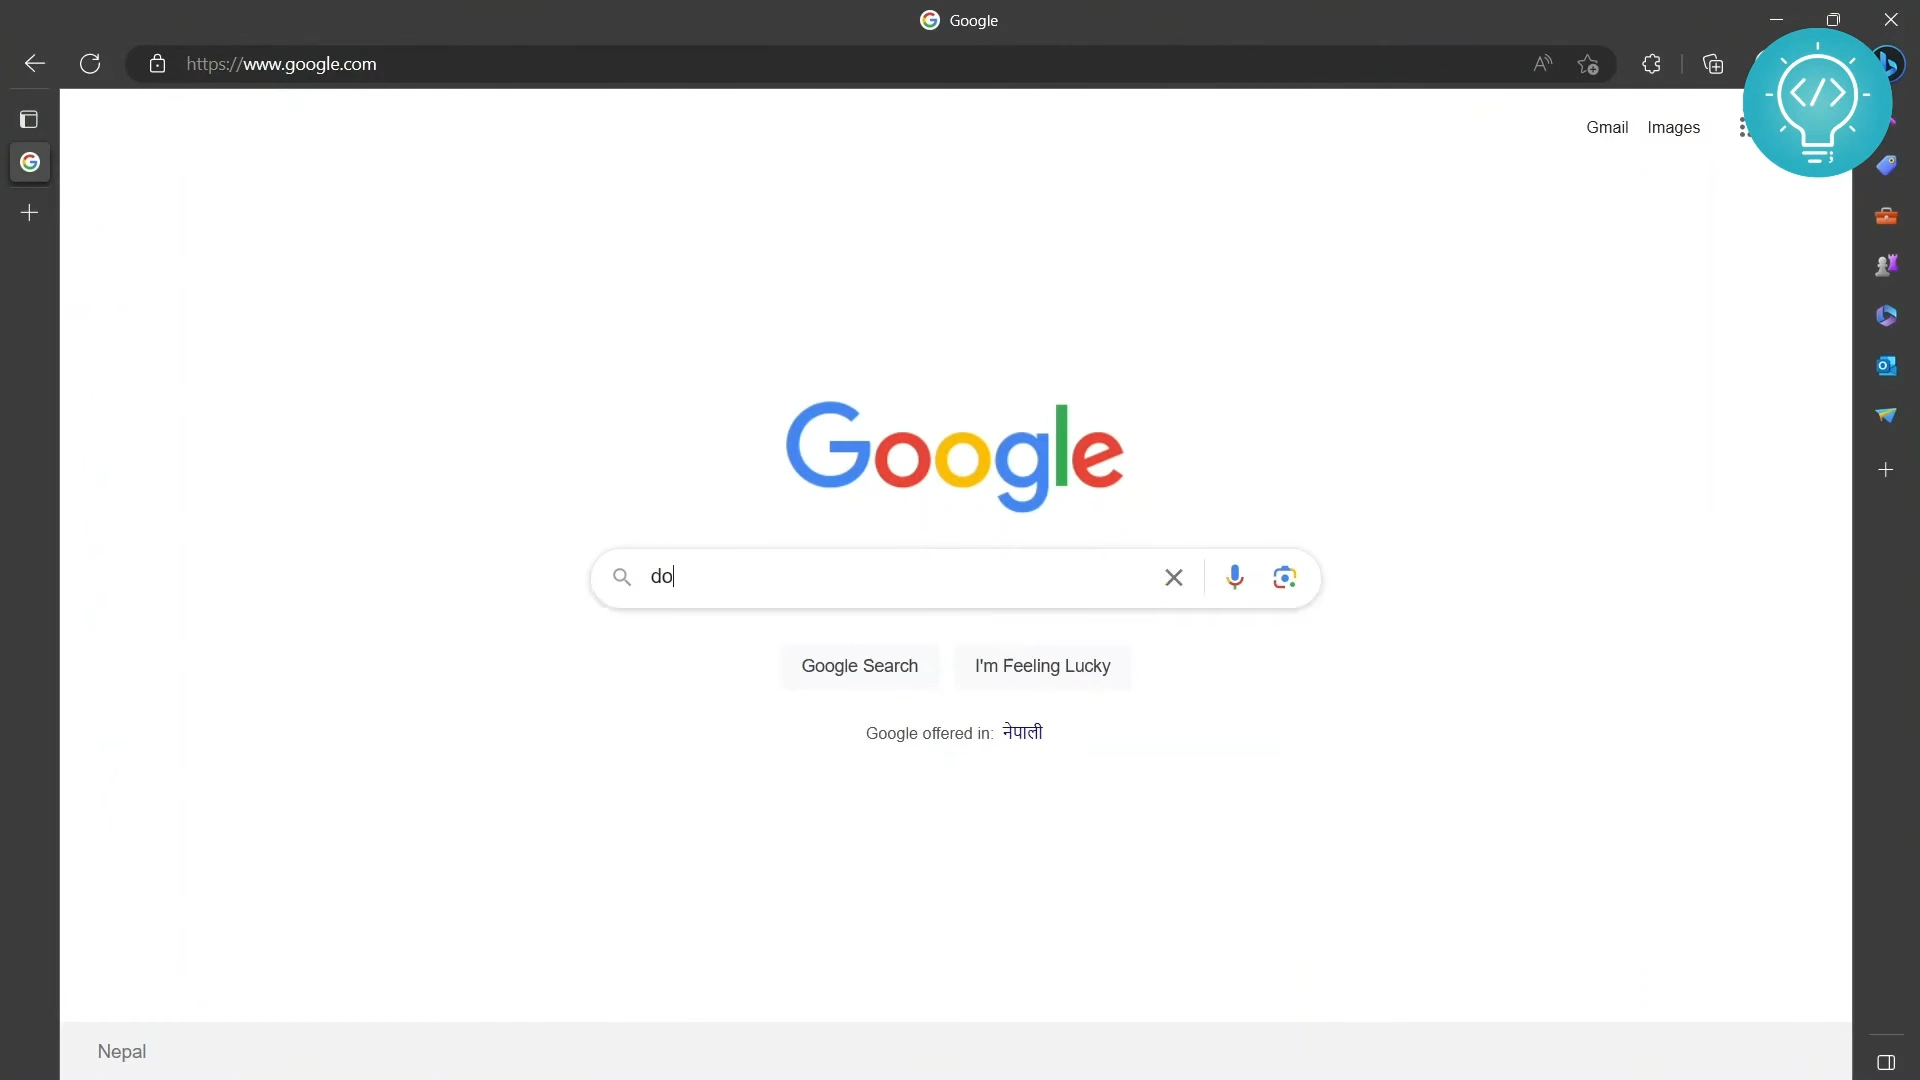 Google
https://www.google.com
Gmail Images
Google
do
Google Search I'm Feeling Lucky
Google offered in: नेपाली
Nepal